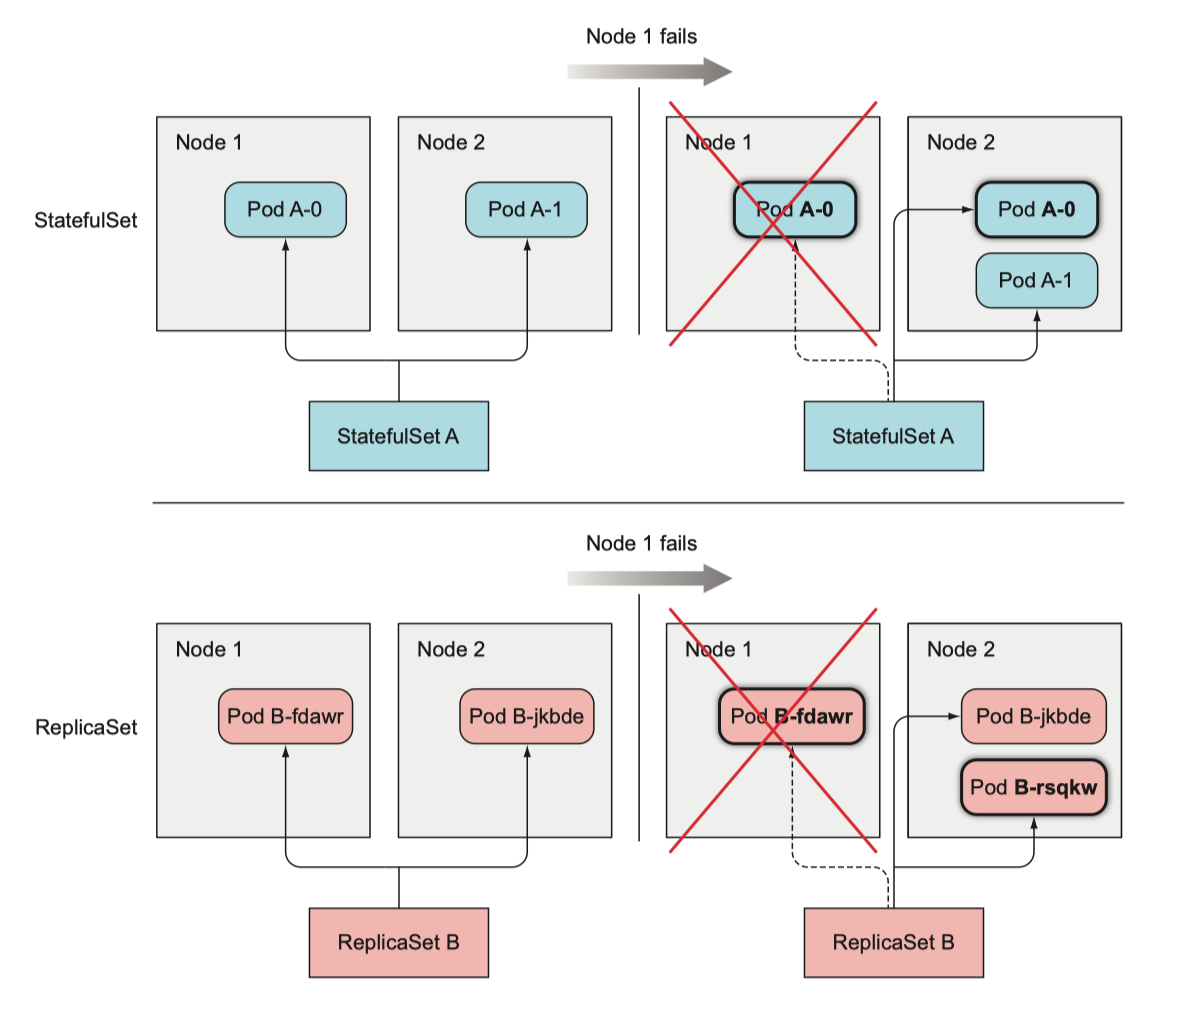 Node 1 fails
Node 1
Node 2
Node 1
Node 2
StatefulSet
Pod A-0
Pod A-1
Pod A-0
Pod A-0
Pod A-1
StatefulSet A
StatefulSet A
Node 1 fails
Node 1
Node 2
Node 1
Node 2
ReplicaSet
Pod B-fdawr
Pod B-jkbde
Pod B-fdawr
Pod B-jkbde
Pod B-rsqkw
ReplicaSet B
ReplicaSet B